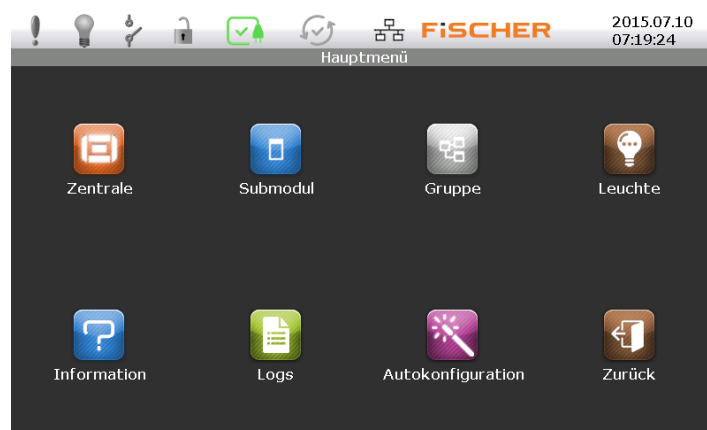 FiSCHER
2015.07.10
07:19:24
Hauptmenü
Zentrale
Submodul
Gruppe
Leuchte
Information
Logs
Autokonfiguration
Zurück